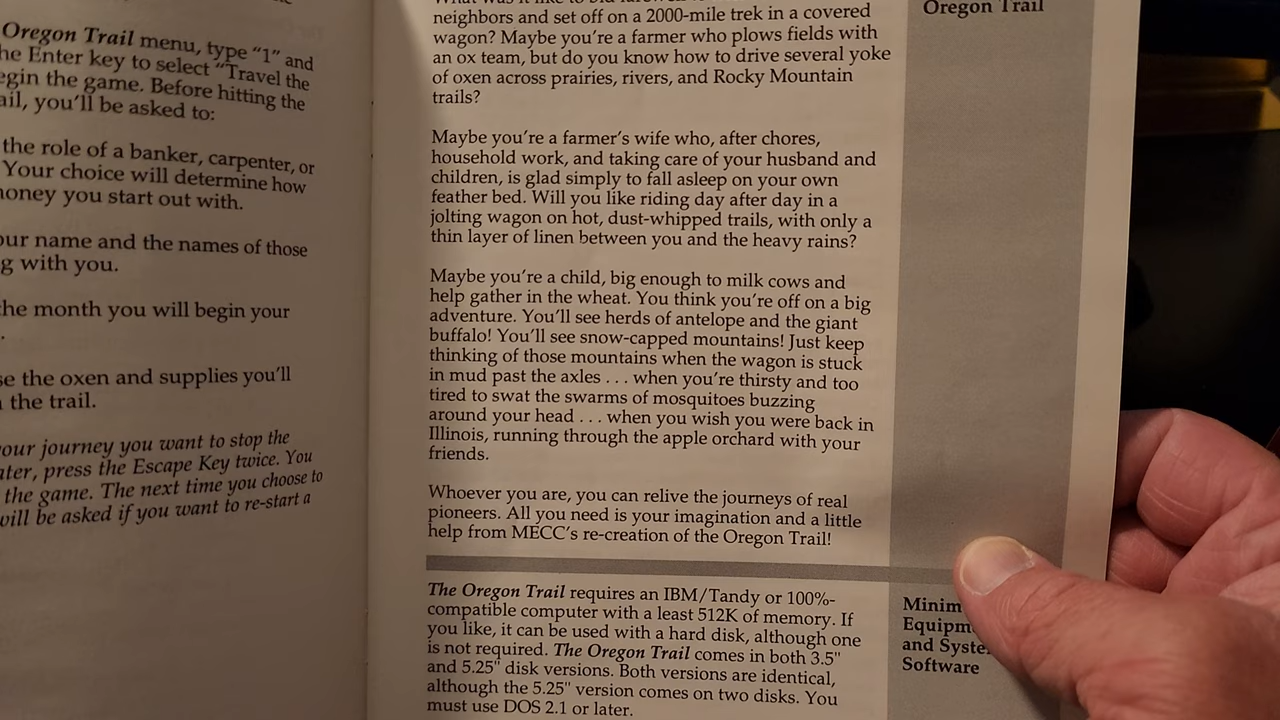 Oregon Trail menu, type “1” and
he Enter key to select “Travel the
egin the game. Before hitting the
ail, you’ll be asked to:
the role of a banker, carpenter, or
Your choice will determine how
oney you start out with.
our name and the names of those
g with you.
the month you will begin your
.
se the oxen and supplies you’ll
the trail.
your journey you want to stop the
ater, press the Escape Key twice. You
the game. The next time you choose to
will be asked if you want to re-start a
neighbors and set off on a 2000-mile trek in a covered
wagon? Maybe you’re a farmer who plows fields with
an ox team, but do you know how to drive several yoke
of oxen across prairies, rivers, and Rocky Mountain
trails?
Maybe you’re a farmer’s wife who, after chores,
household work, and taking care of your husband and
children, is glad simply to fall asleep on your own
feather bed. Will you like riding day after day in a
jolting wagon on hot, dust-whipped trails, with only a
thin layer of linen between you and the heavy rains?
Maybe you’re a child, big enough to milk cows and
help gather in the wheat. You think you’re off on a big
adventure. You’ll see herds of antelope and the giant
buffalo! You’ll see snow-capped mountains! Just keep
thinking of those mountains when the wagon is stuck
in mud past the axles . . . when you’re thirsty and too
tired to swat the swarms of mosquitoes buzzing
around your head . . . when you wish you were back in
Illinois, running through the apple orchard with your
friends.
Whoever you are, you can relive the journeys of real
pioneers. All you need is your imagination and a little
help from MECC’s re-creation of the Oregon Trail!
The Oregon Trail requires an IBM/Tandy or 100%-
compatible computer with a least 512K of memory. If
you like, it can be used with a hard disk, although one
is not required. The Oregon Trail comes in both 3.5"
and 5.25" disk versions. Both versions are identical,
although the 5.25" version comes on two disks. You
must use DOS 2.1 or later.
Oregon Trail
Minim
Equipm
and Syste
Software